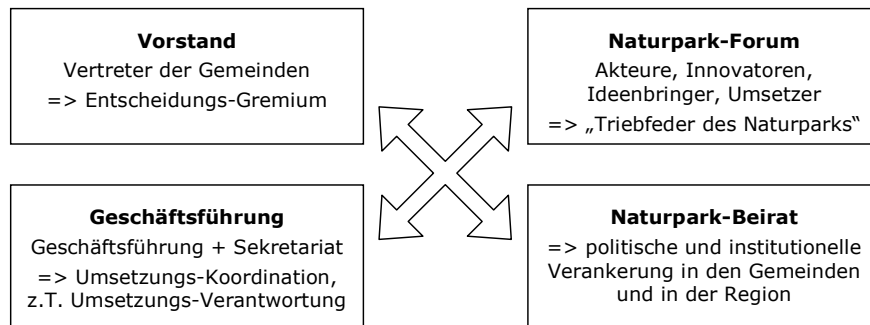 Vorstand
Vertreter der Gemeinden
=> Entscheidungs-Gremium
Naturpark-Forum
Akteure, Innovatoren,
Ideenbringer, Umsetzer
=> „Triebfeder des Naturparks“
Geschäftsführung
Geschäftsführung + Sekretariat
=> Umsetzungs-Koordination,
z.T. Umsetzungs-Verantwortung
Naturpark-Beirat
=> politische und institutionelle
Verankerung in den Gemeinden
und in der Region